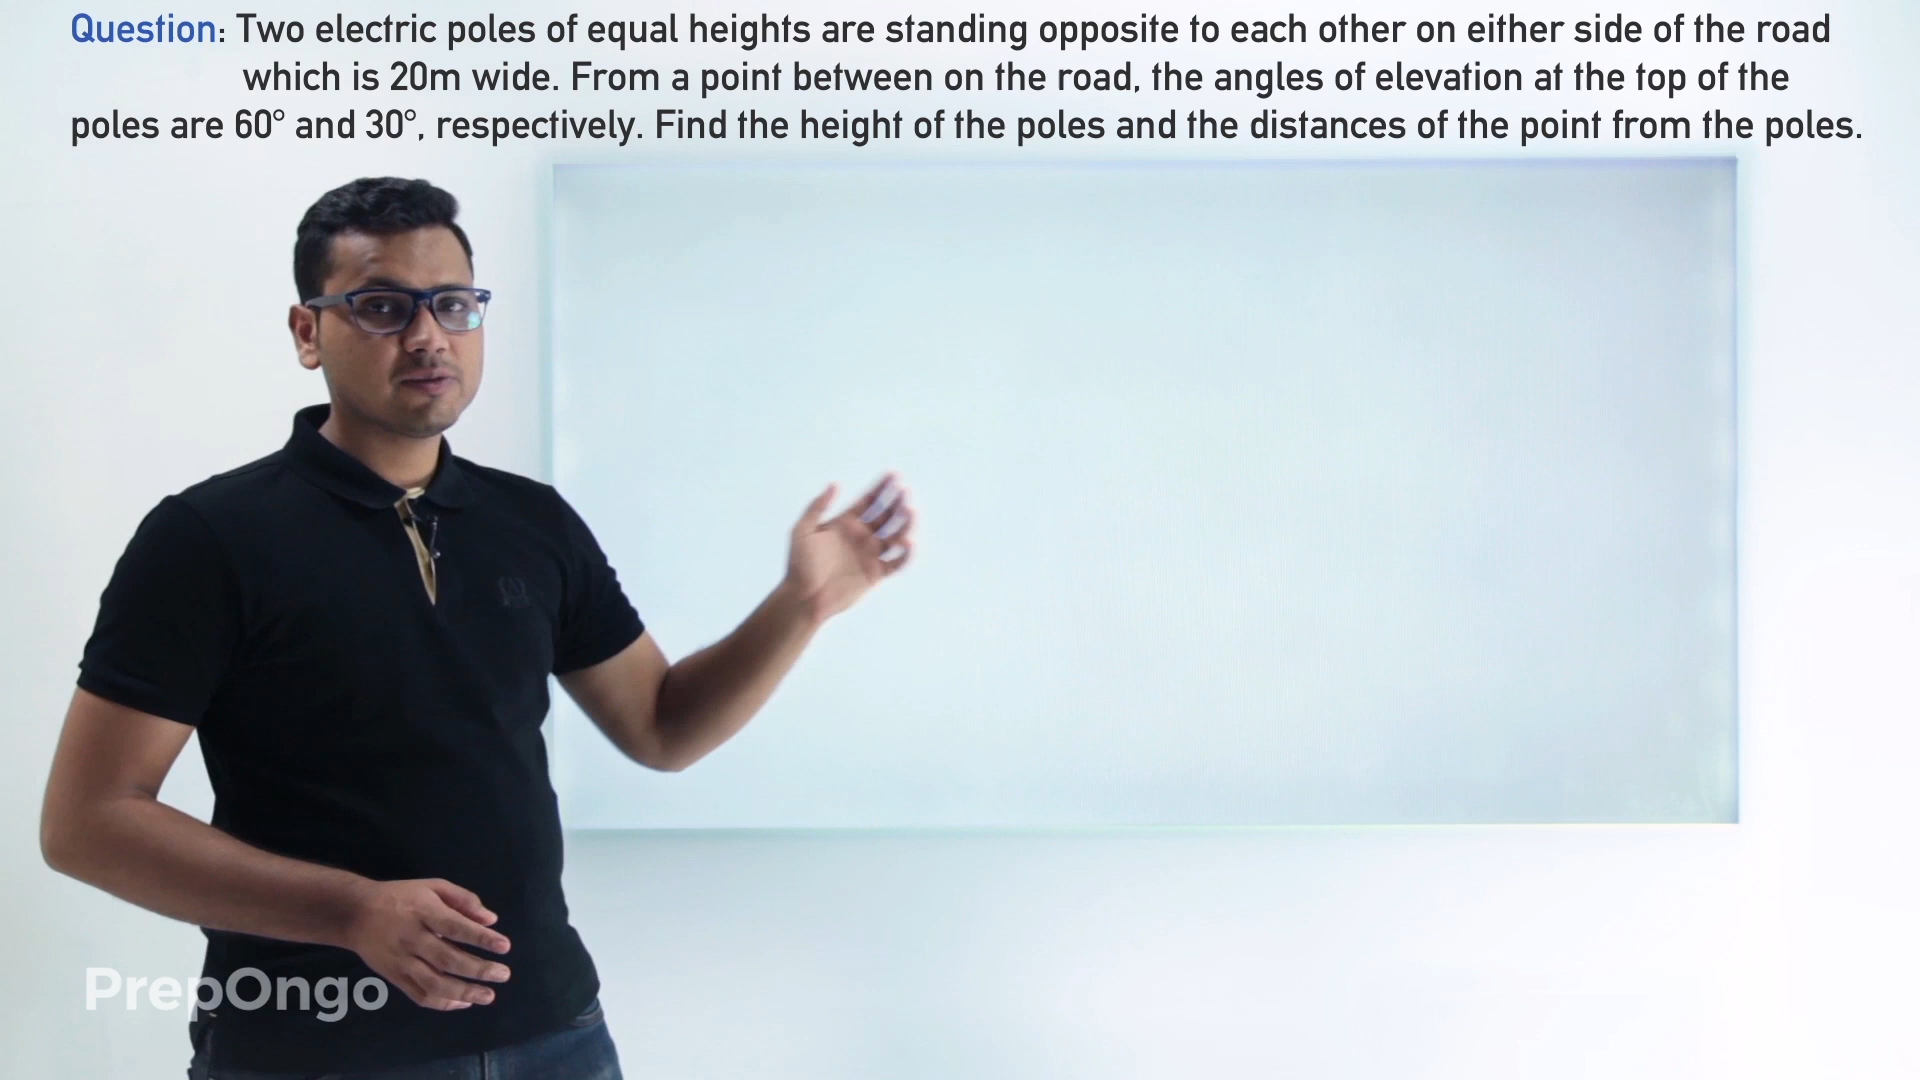 Question: Two electric poles of equal heights are standing opposite to each other on either side of the road
which is 20m wide. From a point between on the road, the angles of elevation at the top of the
poles are 60° and 30°, respectively. Find the height of the poles and the distances of the point from the poles.
PrepOngo